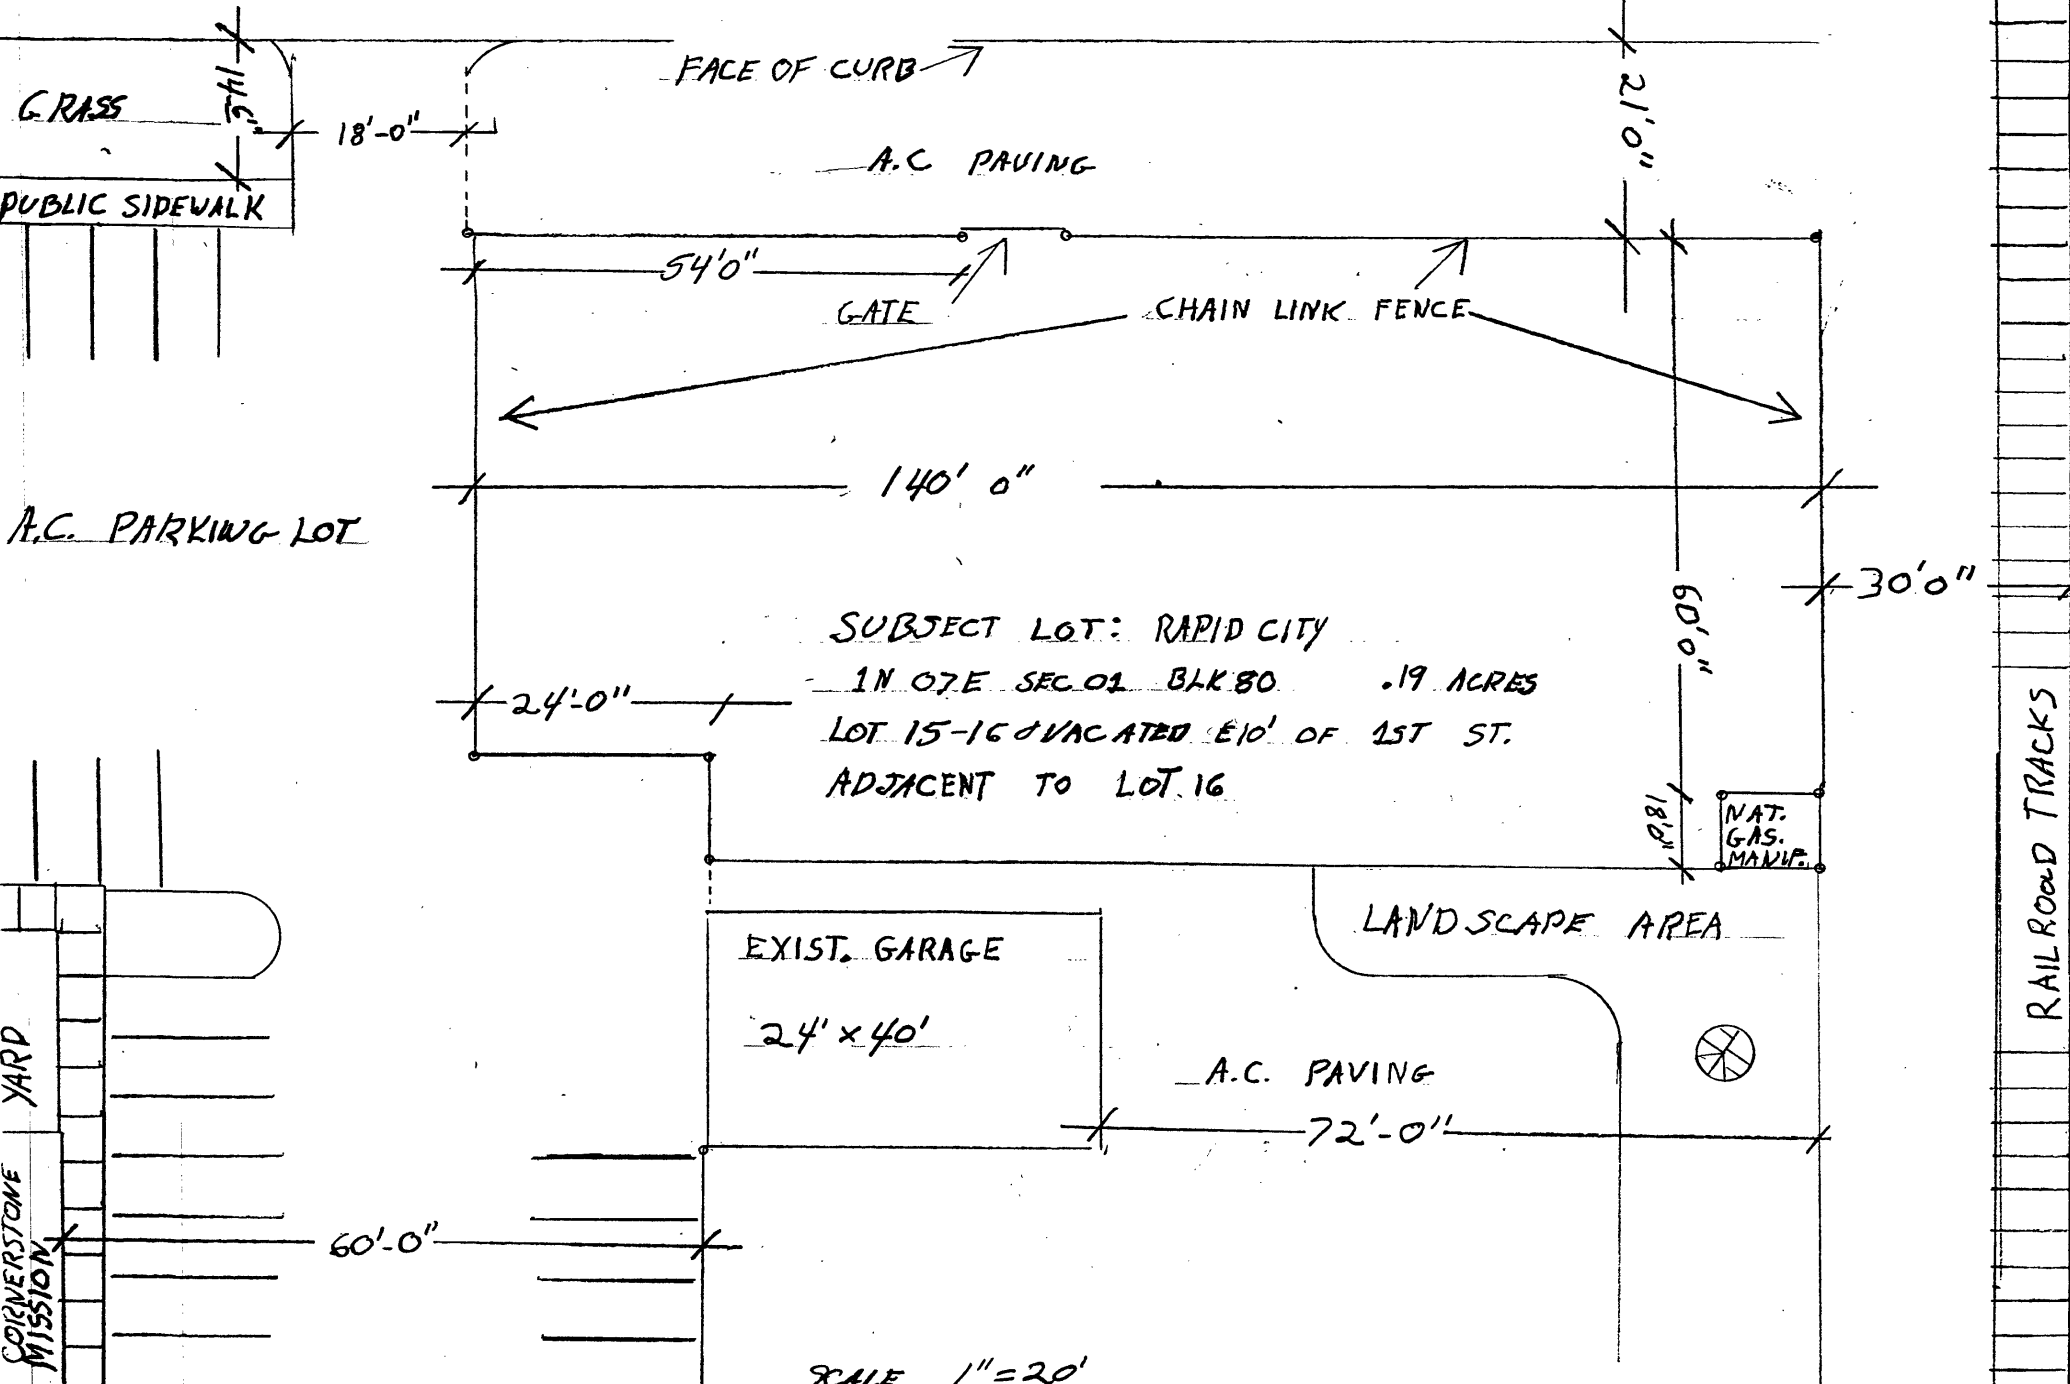 FACE OF CURB
14'-6"
21'0"
GRASS
18'-0"
A.C PAVING
PUBLIC SIDEWALK
54'0"
GATE
CHAIN LINK FENCE
140' 0"
A.C. PARKING LOT
30'0"
60'0"
SUBJECT LOT: RAPID CITY
1N 07E SEC 01 BLK 80 .19 ACRES
24'-0"
LOT 15-16 & VACATED E10' OF 1ST ST.
ADJACENT TO LOT 16
18'0"
NAT.
GAS.
MANIF.
RAILROAD TRACKS
LANDSCAPE AREA
EXIST. GARAGE
24' x 40'
A.C. PAVING
72'-0"
YARD
CORNERSTONE
MISSION
60'-0"
SCALE 1"=20'